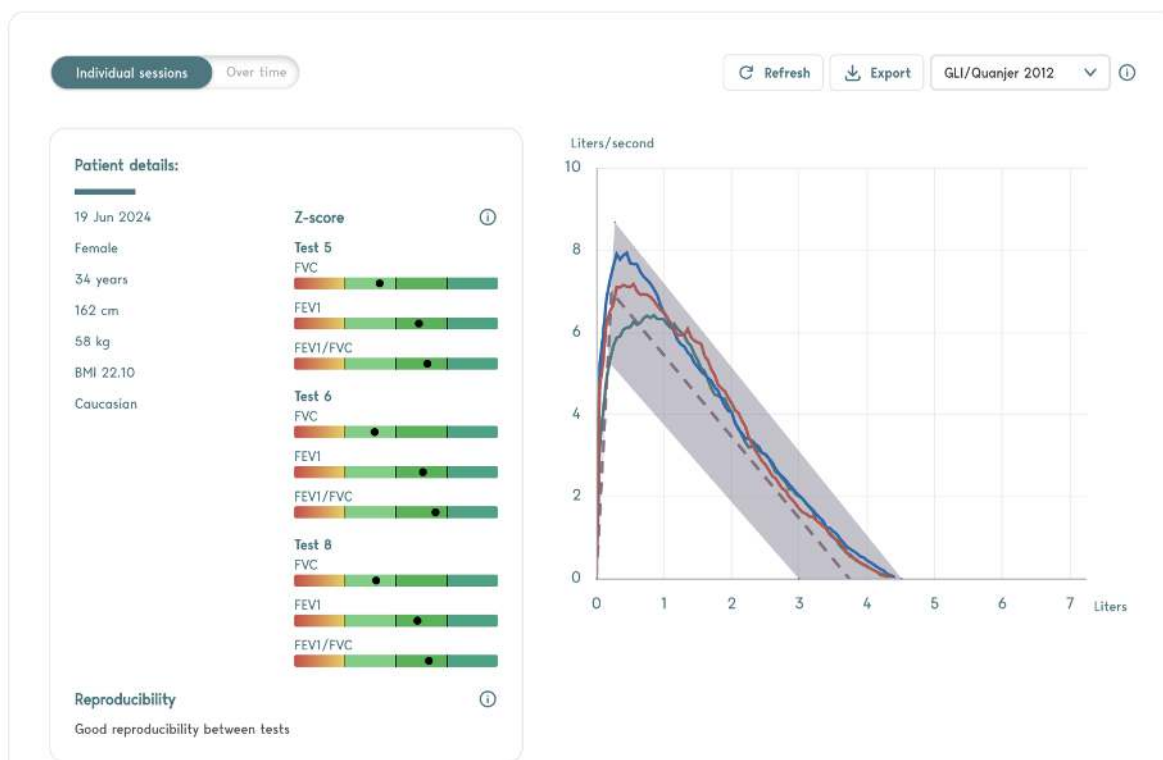 Individual sessions
Over time
Refresh
Export
GLI/Quanjer 2012
Patient details:
19 Jun 2024
Female
34 years
162 cm
58 kg
BMI 22.10
Caucasian
Z-score
Test 5
FVC
FEV1
FEV1/FVC
Test 6
FVC
FEV1
FEV1/FVC
Test 8
FVC
FEV1
FEV1/FVC
Reproducibility
Good reproducibility between tests
Liters/second
10
8
6
4
2
0
0 1 2 3 4 5 6 7 Liters